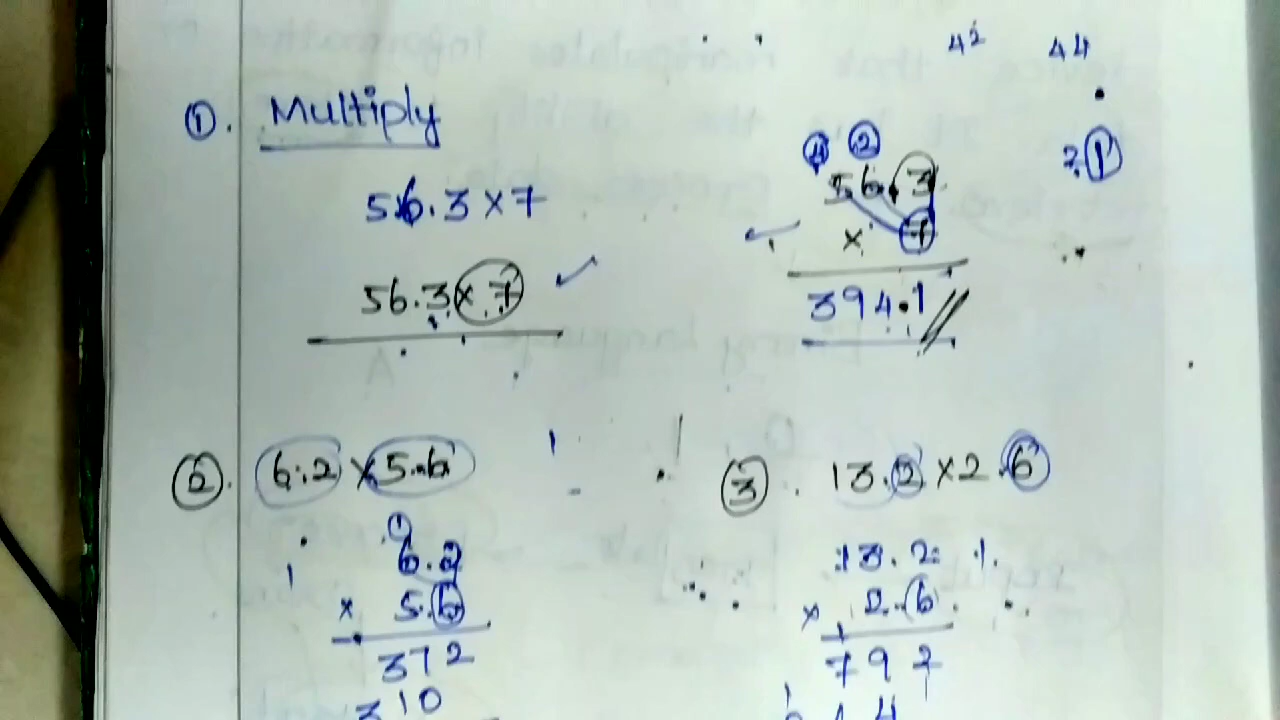 4² 44
①. Multiply
56.3 × 7
56.3 × 7 ✓
④ ②
56.3
✓ × 7
394.1
2①
②. 6.2 × 5.6
①
6.2
× 5.6
372
310
③. 13.2 × 2.6
1
13.2
× 2.6
792